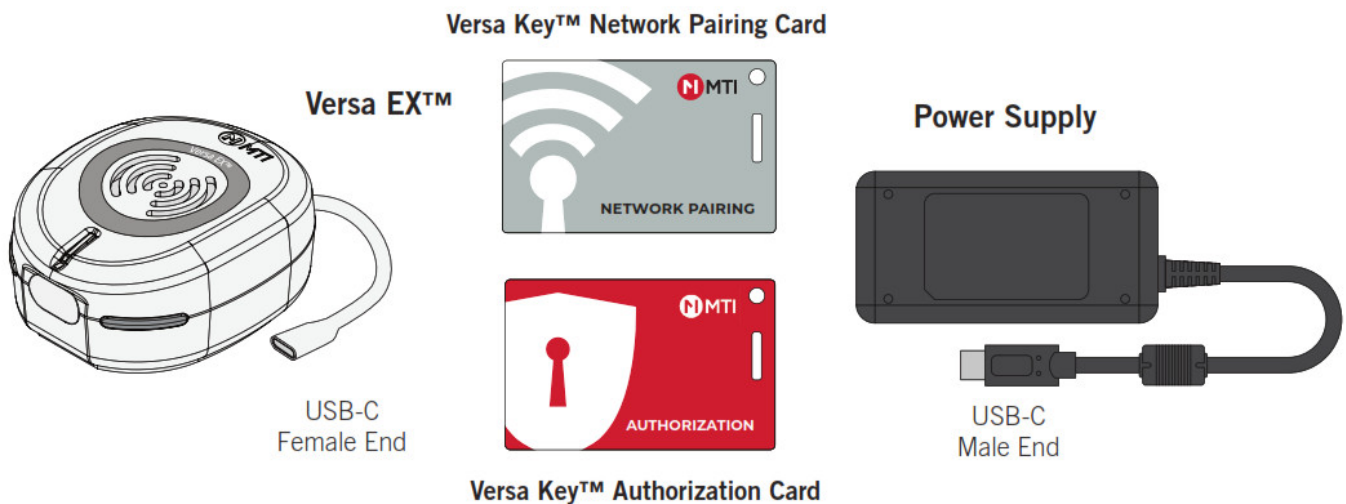 Versa Key™ Network Pairing Card
Versa EX™
MTI
Versa EX™
MTI
NETWORK PAIRING
Power Supply
MTI
AUTHORIZATION
USB-C
Female End
USB-C
Male End
Versa Key™ Authorization Card